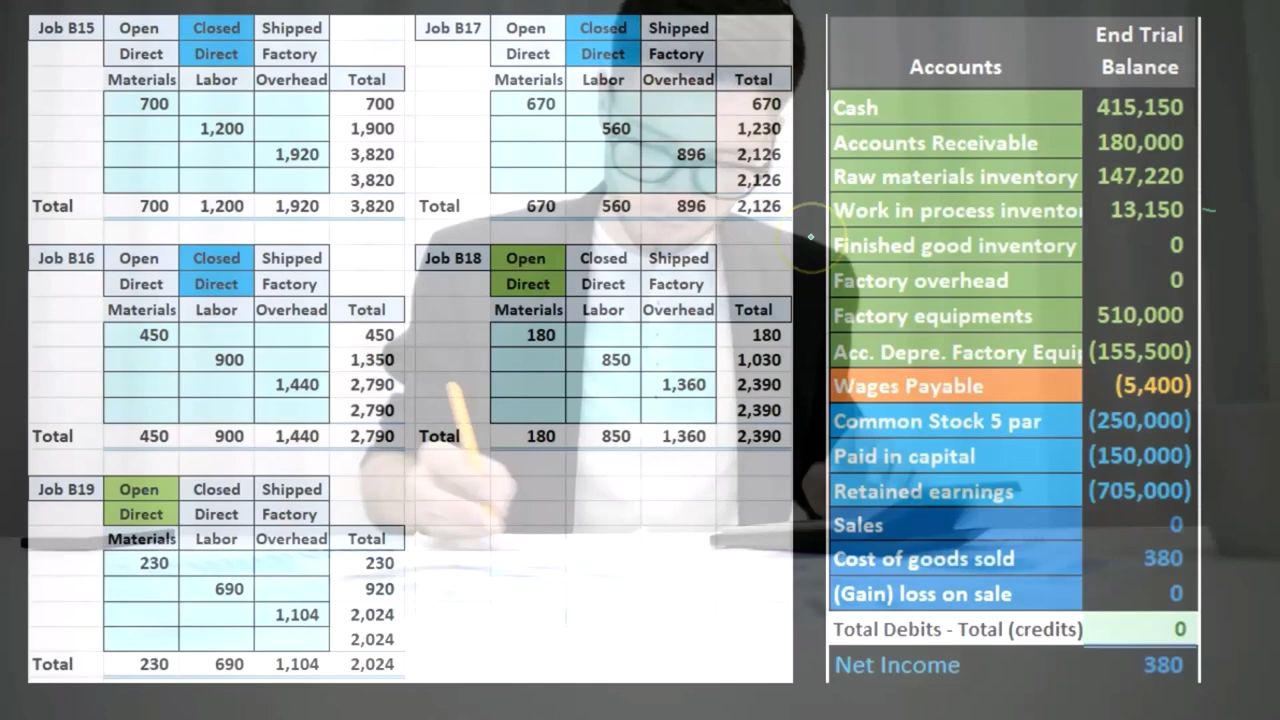 Job B15 Open Closed Shipped
Direct Direct Factory
Materials Labor Overhead Total
700 700
1,200 1,900
1,920 3,820
3,820
Total 700 1,200 1,920 3,820
Job B16 Open Closed Shipped
Direct Direct Factory
Materials Labor Overhead Total
450 450
900 1,350
1,440 2,790
2,790
Total 450 900 1,440 2,790
Job B19 Open Closed Shipped
Direct Direct Factory
Materials Labor Overhead Total
230 230
690 920
1,104 2,024
2,024
Total 230 690 1,104 2,024
Job B17 Open Closed Shipped
Direct Direct Factory
Materials Labor Overhead Total
670 670
560 1,230
896 2,126
2,126
Total 670 560 896 2,126
Job B18 Open Closed Shipped
Direct Direct Factory
Materials Labor Overhead Total
180 180
850 1,030
1,360 2,390
2,390
Total 180 850 1,360 2,390
End Trial
Accounts Balance
Cash 415,150
Accounts Receivable 180,000
Raw materials inventory 147,220
Work in process inventor 13,150
Finished good inventory 0
Factory overhead 0
Factory equipments 510,000
Acc. Depre. Factory Equip (155,500)
Wages Payable (5,400)
Common Stock 5 par (250,000)
Paid in capital (150,000)
Retained earnings (705,000)
Sales 0
Cost of goods sold 380
(Gain) loss on sale 0
Total Debits - Total (credits) 0
Net Income 380